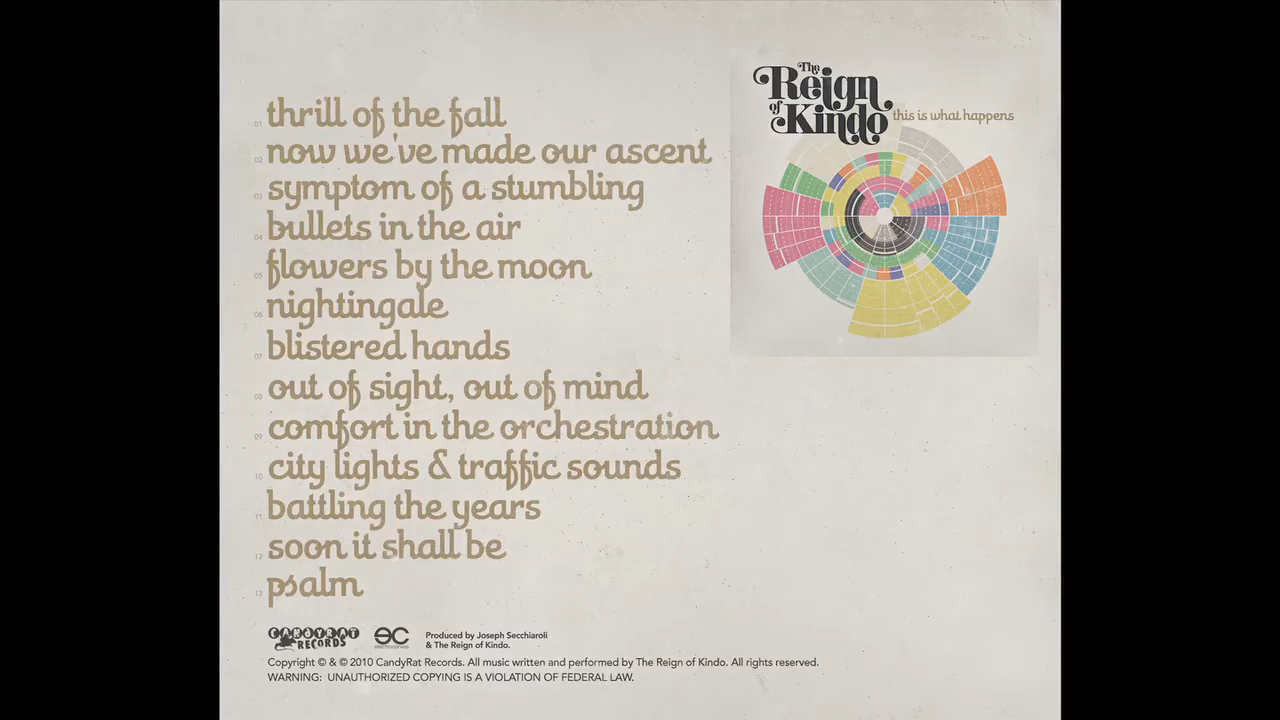 01 thrill of the fall
02 now we've made our ascent
03 symptom of a stumbling
04 bullets in the air
05 flowers by the moon
06 nightingale
07 blistered hands
08 out of sight, out of mind
09 comfort in the orchestration
10 city lights & traffic sounds
11 battling the years
12 soon it shall be
13 psalm
The
Reign
of
Kindo
this is what happens
CANDYRAT
RECORDS
Produced by Joseph Secchiaroli
& The Reign of Kindo.
Copyright © & © 2010 CandyRat Records. All music written and performed by The Reign of Kindo. All rights reserved.
WARNING: UNAUTHORIZED COPYING IS A VIOLATION OF FEDERAL LAW.